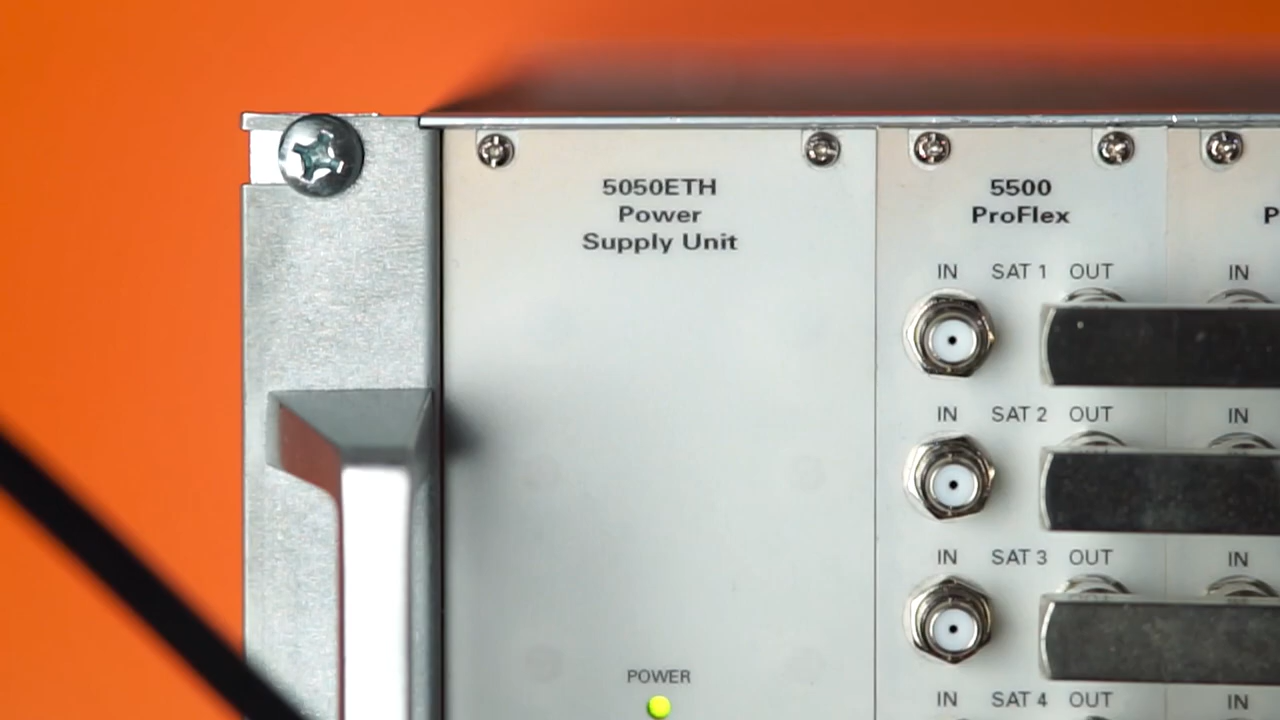 5050ETH
Power
Supply Unit
POWER
5500
ProFlex
IN SAT 1 OUT
IN SAT 2 OUT
IN SAT 3 OUT
IN SAT 4 OUT
P
IN
IN
IN
IN